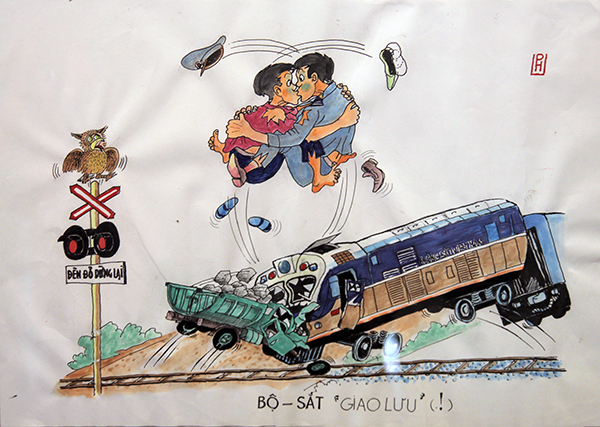 ĐÈN ĐỎ DỪNG LẠI
BỘ – SẮT "GIAO LƯU" (.!)